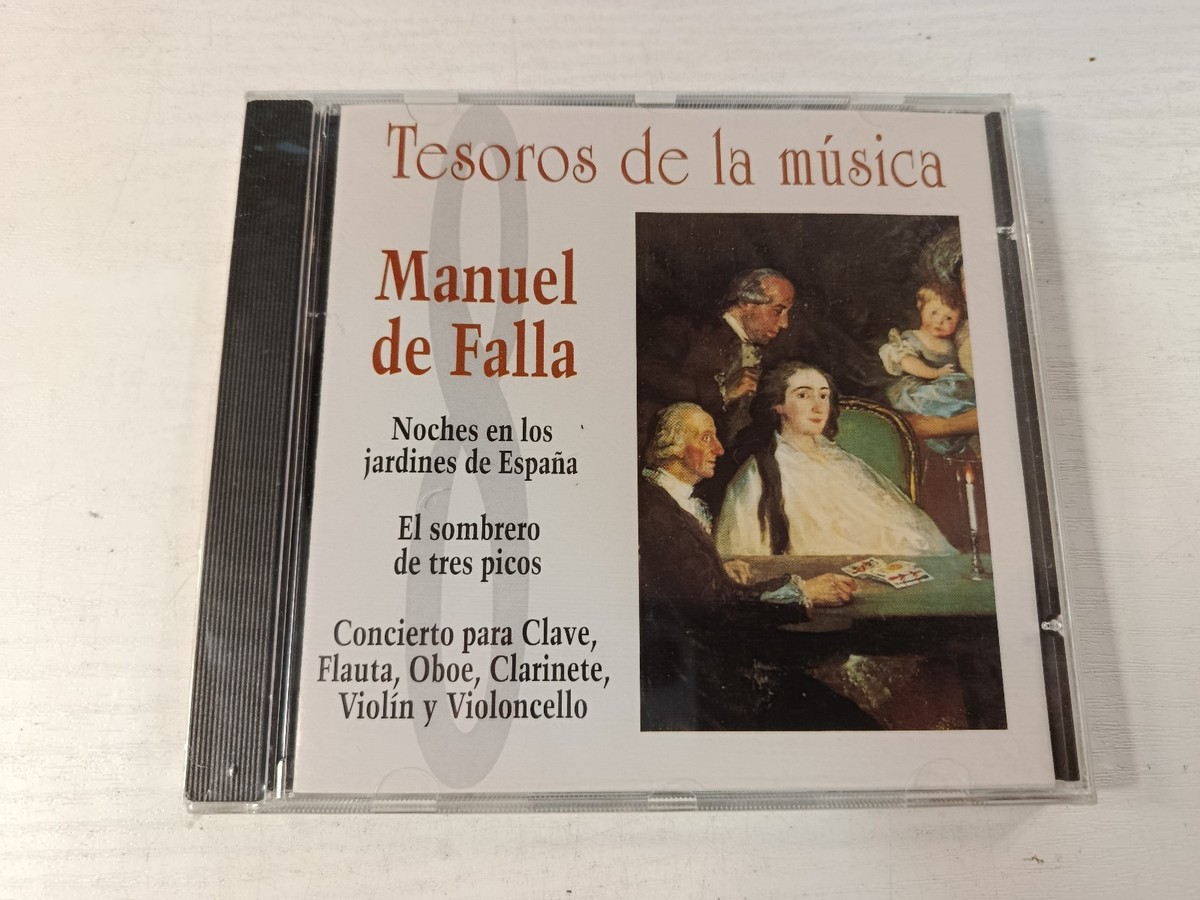 Tesoros de la música
Manuel
de Falla
Noches en los
jardines de España
El sombrero
de tres picos
Concierto para Clave,
Flauta, Oboe, Clarinete,
Violín y Violoncello